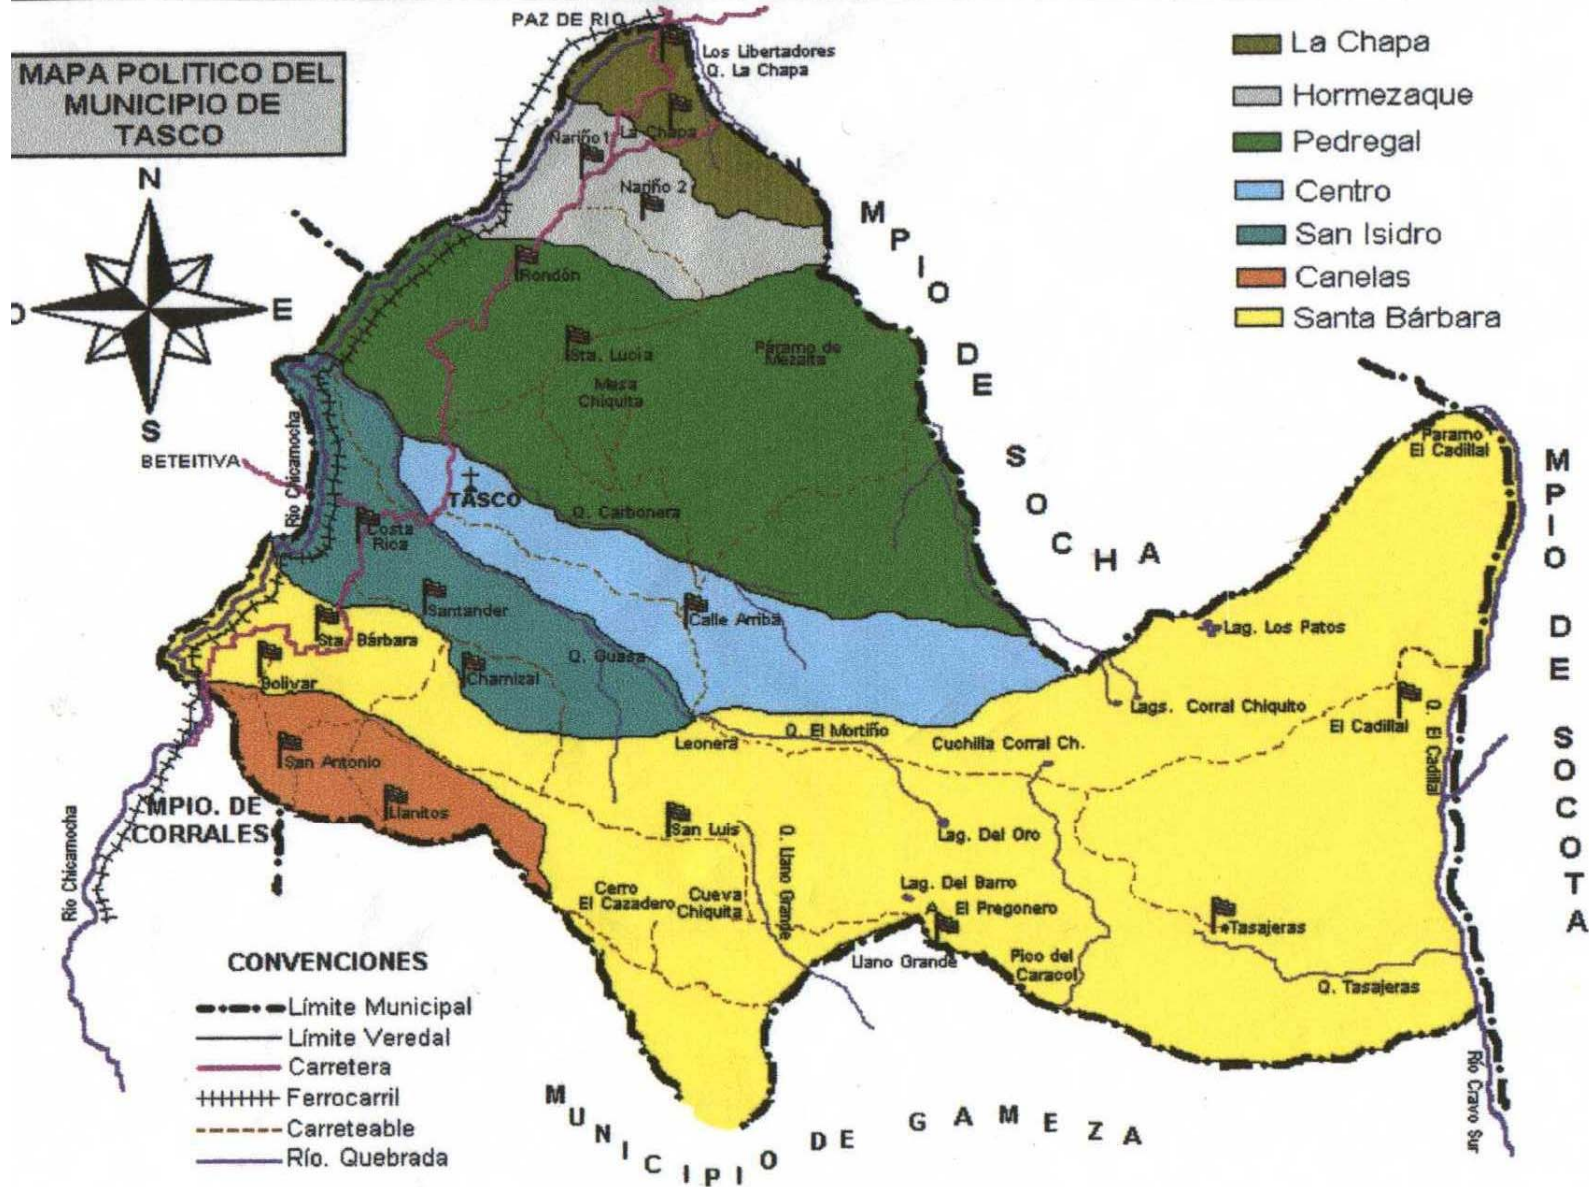 PAZ DE RIO
MAPA POLITICO DEL
MUNICIPIO DE
TASCO
N
O
E
S
Los Libertadores
Q. La Chapa
La Chapa
Nariño 1
Nariño 2
Rondón
Sta. Lucia
Mesa
Chiquita
Páramo de
Mezalta
La Chapa
Hormezaque
Pedregal
Centro
San Isidro
Canelas
Santa Bárbara
MPIO DE SOCHA
MPIO DE SOCOTA
BETEITIVA
Río Chicamocha
TASCO
Q. Carbonera
Costa
Rica
Santander
Calle Arriba
Sta. Bárbara
Bolivar
Chamizal
Q. Guasa
Paramo
El Cadillal
Lag. Los Patos
Lags. Corral Chiquito
El Cadillal
Q. El Cadillal
Leonera
Q. El Mortiño
Cuchilla Corral Ch.
San Antonio
Llanitos
San Luis
Q. Llano Grande
Lag. Del Oro
Lag. Del Barro
El Pregonero
Cerro
El Cazadero
Cueva
Chiquita
Llano Grande
Pico del
Caracol
Tasajeras
Q. Tasajeras
Río Cravo Sur
MPIO. DE
CORRALES
Río Chicamocha
CONVENCIONES
Límite Municipal
Límite Veredal
Carretera
Ferrocarril
Carreteable
Río. Quebrada
MUNICIPIO DE GAMEZA